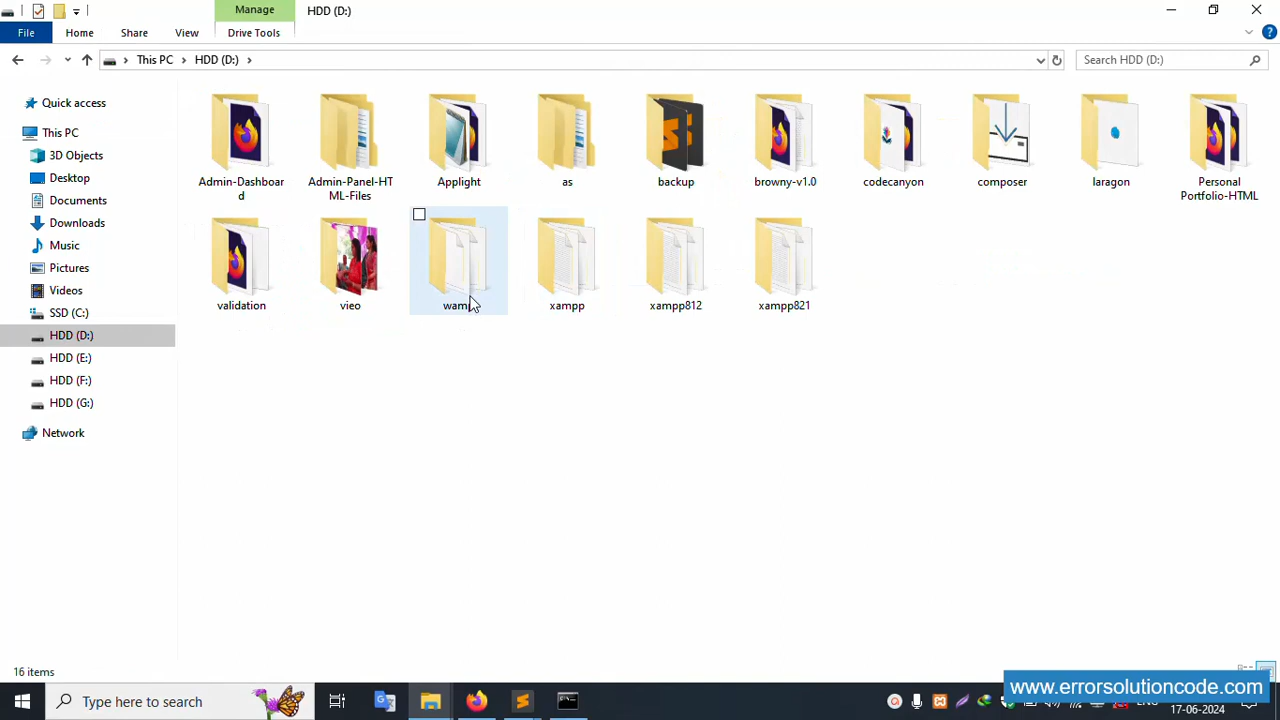 Manage
HDD (D:)
File
Home
Share
View
Drive Tools
This PC
HDD (D:)
Search HDD (D:)
Quick access
This PC
3D Objects
Desktop
Documents
Downloads
Music
Pictures
Videos
SSD (C:)
HDD (D:)
HDD (E:)
HDD (F:)
HDD (G:)
Network
Admin-Dashboar
d
Admin-Panel-HT
ML-Files
Applight
as
backup
browny-v1.0
codecanyon
composer
laragon
Personal
Portfolio-HTML
validation
vieo
xampp
xampp812
xampp821
16 items
www.errorsolutioncode.com
Type here to search
17-06-2024